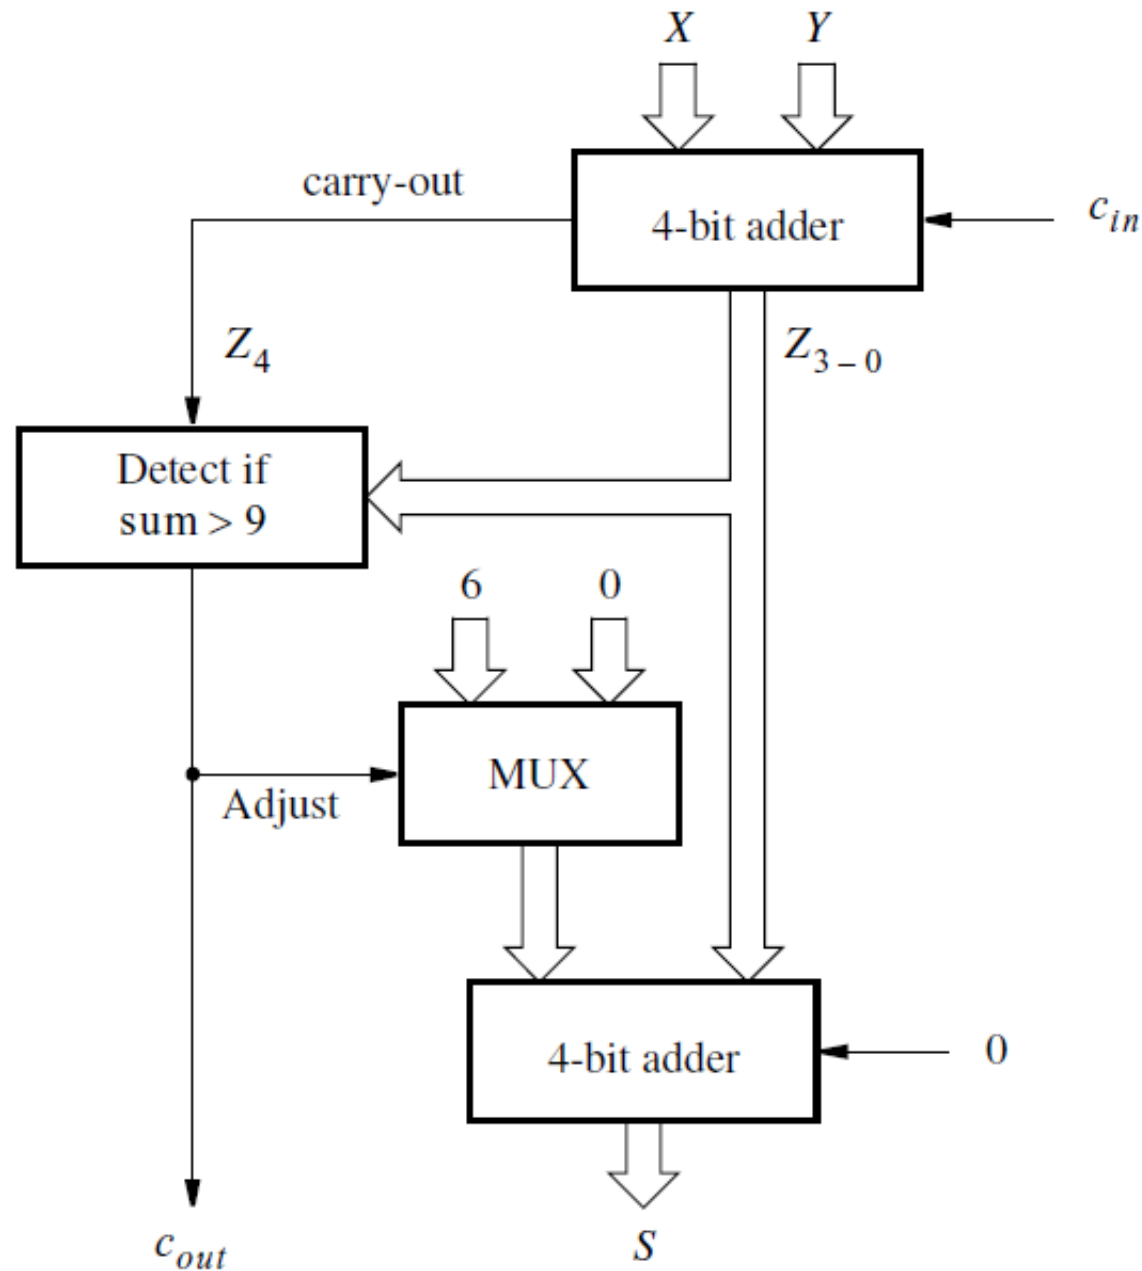 X Y
carry-out
4-bit adder
c_in
Z_4
Z_3 – 0
Detect if
sum > 9
6 0
MUX
Adjust
4-bit adder
0
c_out
S